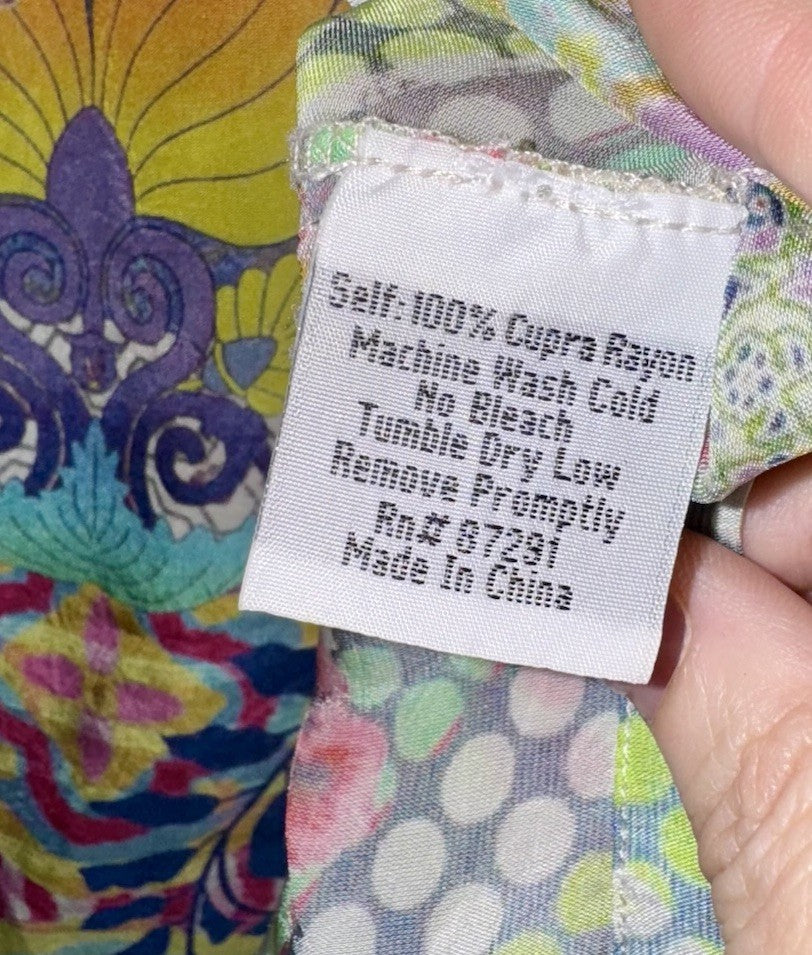 Self: 100% Cupra Rayon
Machine Wash Cold
No Bleach
Tumble Dry Low
Remove Promptly
Rn# 87291
Made In China